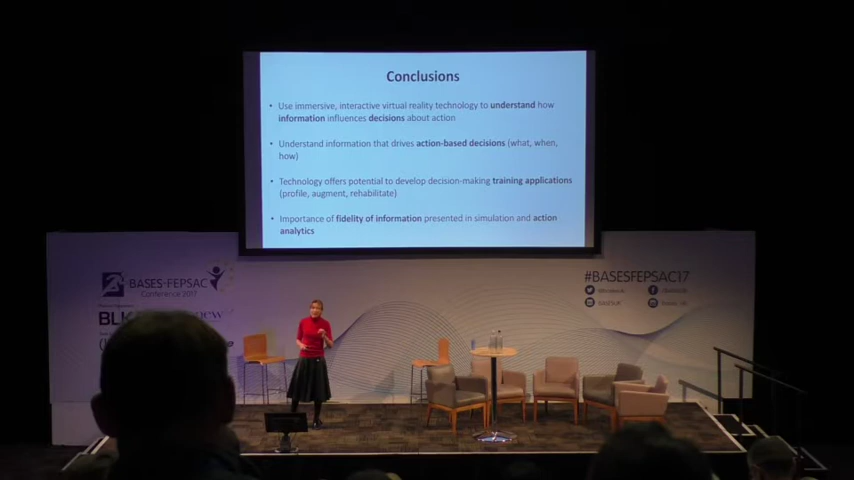 Conclusions
• Use immersive, interactive virtual reality technology to understand how
information influences decisions about action
• Understand information that drives action-based decisions (what, when,
how)
• Technology offers potential to develop decision-making training applications
(profile, augment, rehabilitate)
• Importance of fidelity of information presented in simulation and action
analytics
BASES-FEPSAC
Conference 2017
#BASESFEPSAC17